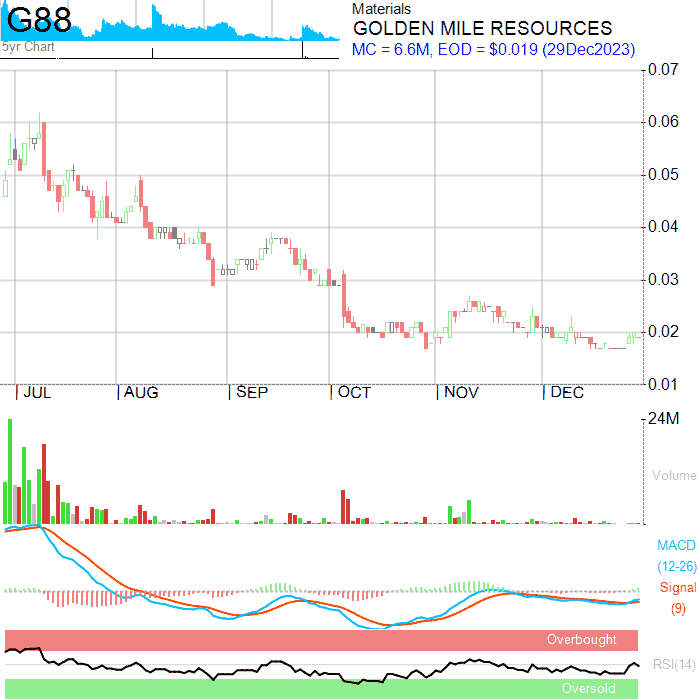 G88
5yr Chart
Materials
GOLDEN MILE RESOURCES
MC = 6.6M, EOD = $0.019 (29Dec2023)
0.07
0.06
0.05
0.04
0.03
0.02
0.01
JUL AUG SEP OCT NOV DEC
24M
Volume
MACD
(12-26)
Signal
(9)
Overbought
RSI(14)
Oversold